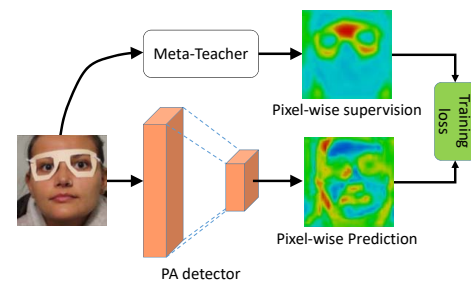 Meta-Teacher
Pixel-wise supervision
Training
loss
Pixel-wise Prediction
PA detector